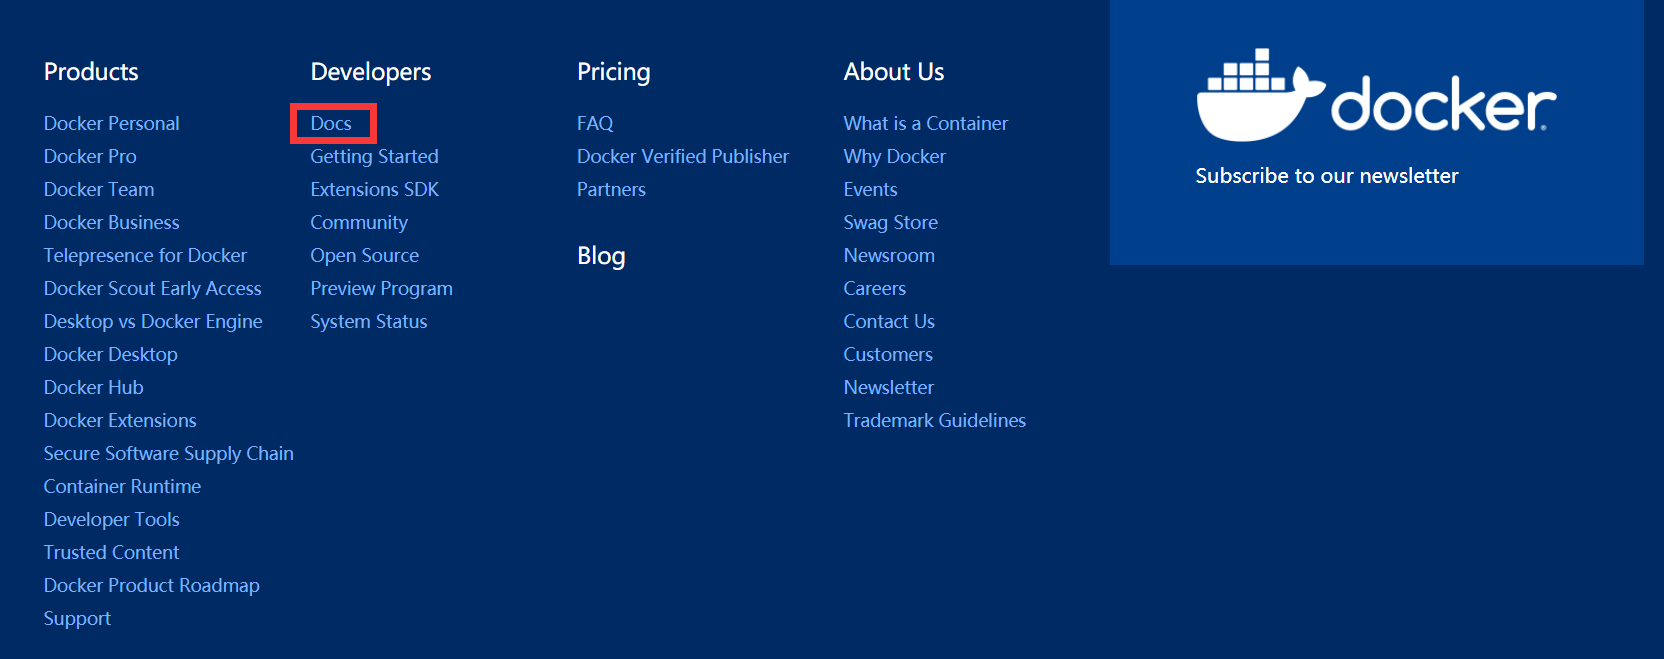 Products
Docker Personal
Docker Pro
Docker Team
Docker Business
Telepresence for Docker
Docker Scout Early Access
Desktop vs Docker Engine
Docker Desktop
Docker Hub
Docker Extensions
Secure Software Supply Chain
Container Runtime
Developer Tools
Trusted Content
Docker Product Roadmap
Support
Developers
Docs
Getting Started
Extensions SDK
Community
Open Source
Preview Program
System Status
Pricing
FAQ
Docker Verified Publisher
Partners
Blog
About Us
What is a Container
Why Docker
Events
Swag Store
Newsroom
Careers
Contact Us
Customers
Newsletter
Trademark Guidelines
docker
Subscribe to our newsletter